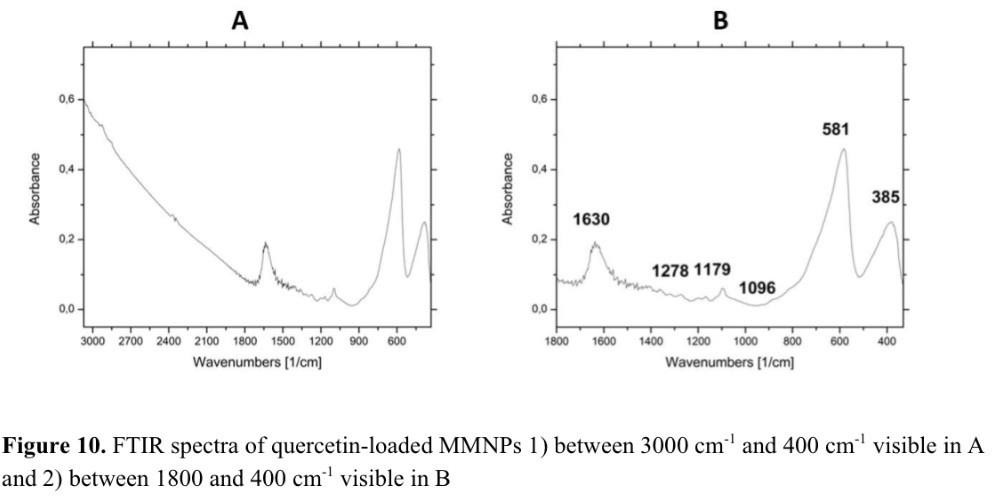 A
B
0,6
0,4
0,2
0,0
Absorbance
3000 2700 2400 2100 1800 1500 1200 900 600
Wavenumbers [1/cm]
0,6
0,4
0,2
0,0
Absorbance
581
385
1630
1278 1179
1096
1800 1600 1400 1200 1000 800 600 400
Wavenumbers [1/cm]
Figure 10. FTIR spectra of quercetin-loaded MMNPs 1) between 3000 cm⁻¹ and 400 cm⁻¹ visible in A
and 2) between 1800 and 400 cm⁻¹ visible in B